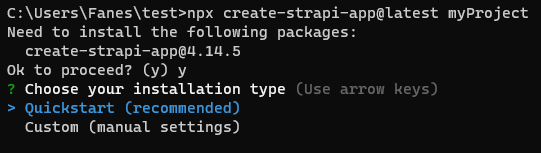 C:\Users\Fanes\test>npx create-strapi-app@latest myProject
Need to install the following packages:
  create-strapi-app@4.14.5
Ok to proceed? (y) y
? Choose your installation type (Use arrow keys)
> Quickstart (recommended)
  Custom (manual settings)